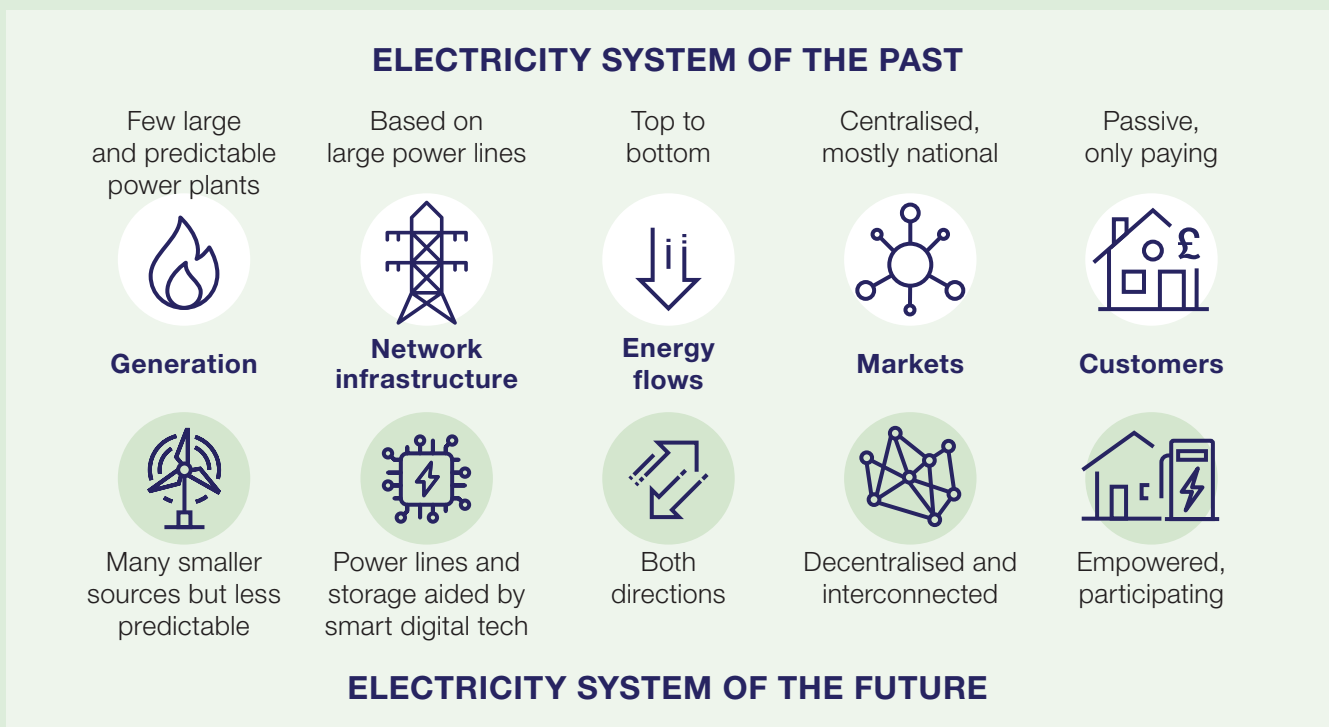 ELECTRICITY SYSTEM OF THE PAST
Few large
and predictable
power plants
Based on
large power lines
Top to
bottom
Centralised,
mostly national
Passive,
only paying
£
Generation
Network
infrastructure
Energy
flows
Markets
Customers
Many smaller
sources but less
predictable
Power lines and
storage aided by
smart digital tech
Both
directions
Decentralised and
interconnected
Empowered,
participating
ELECTRICITY SYSTEM OF THE FUTURE